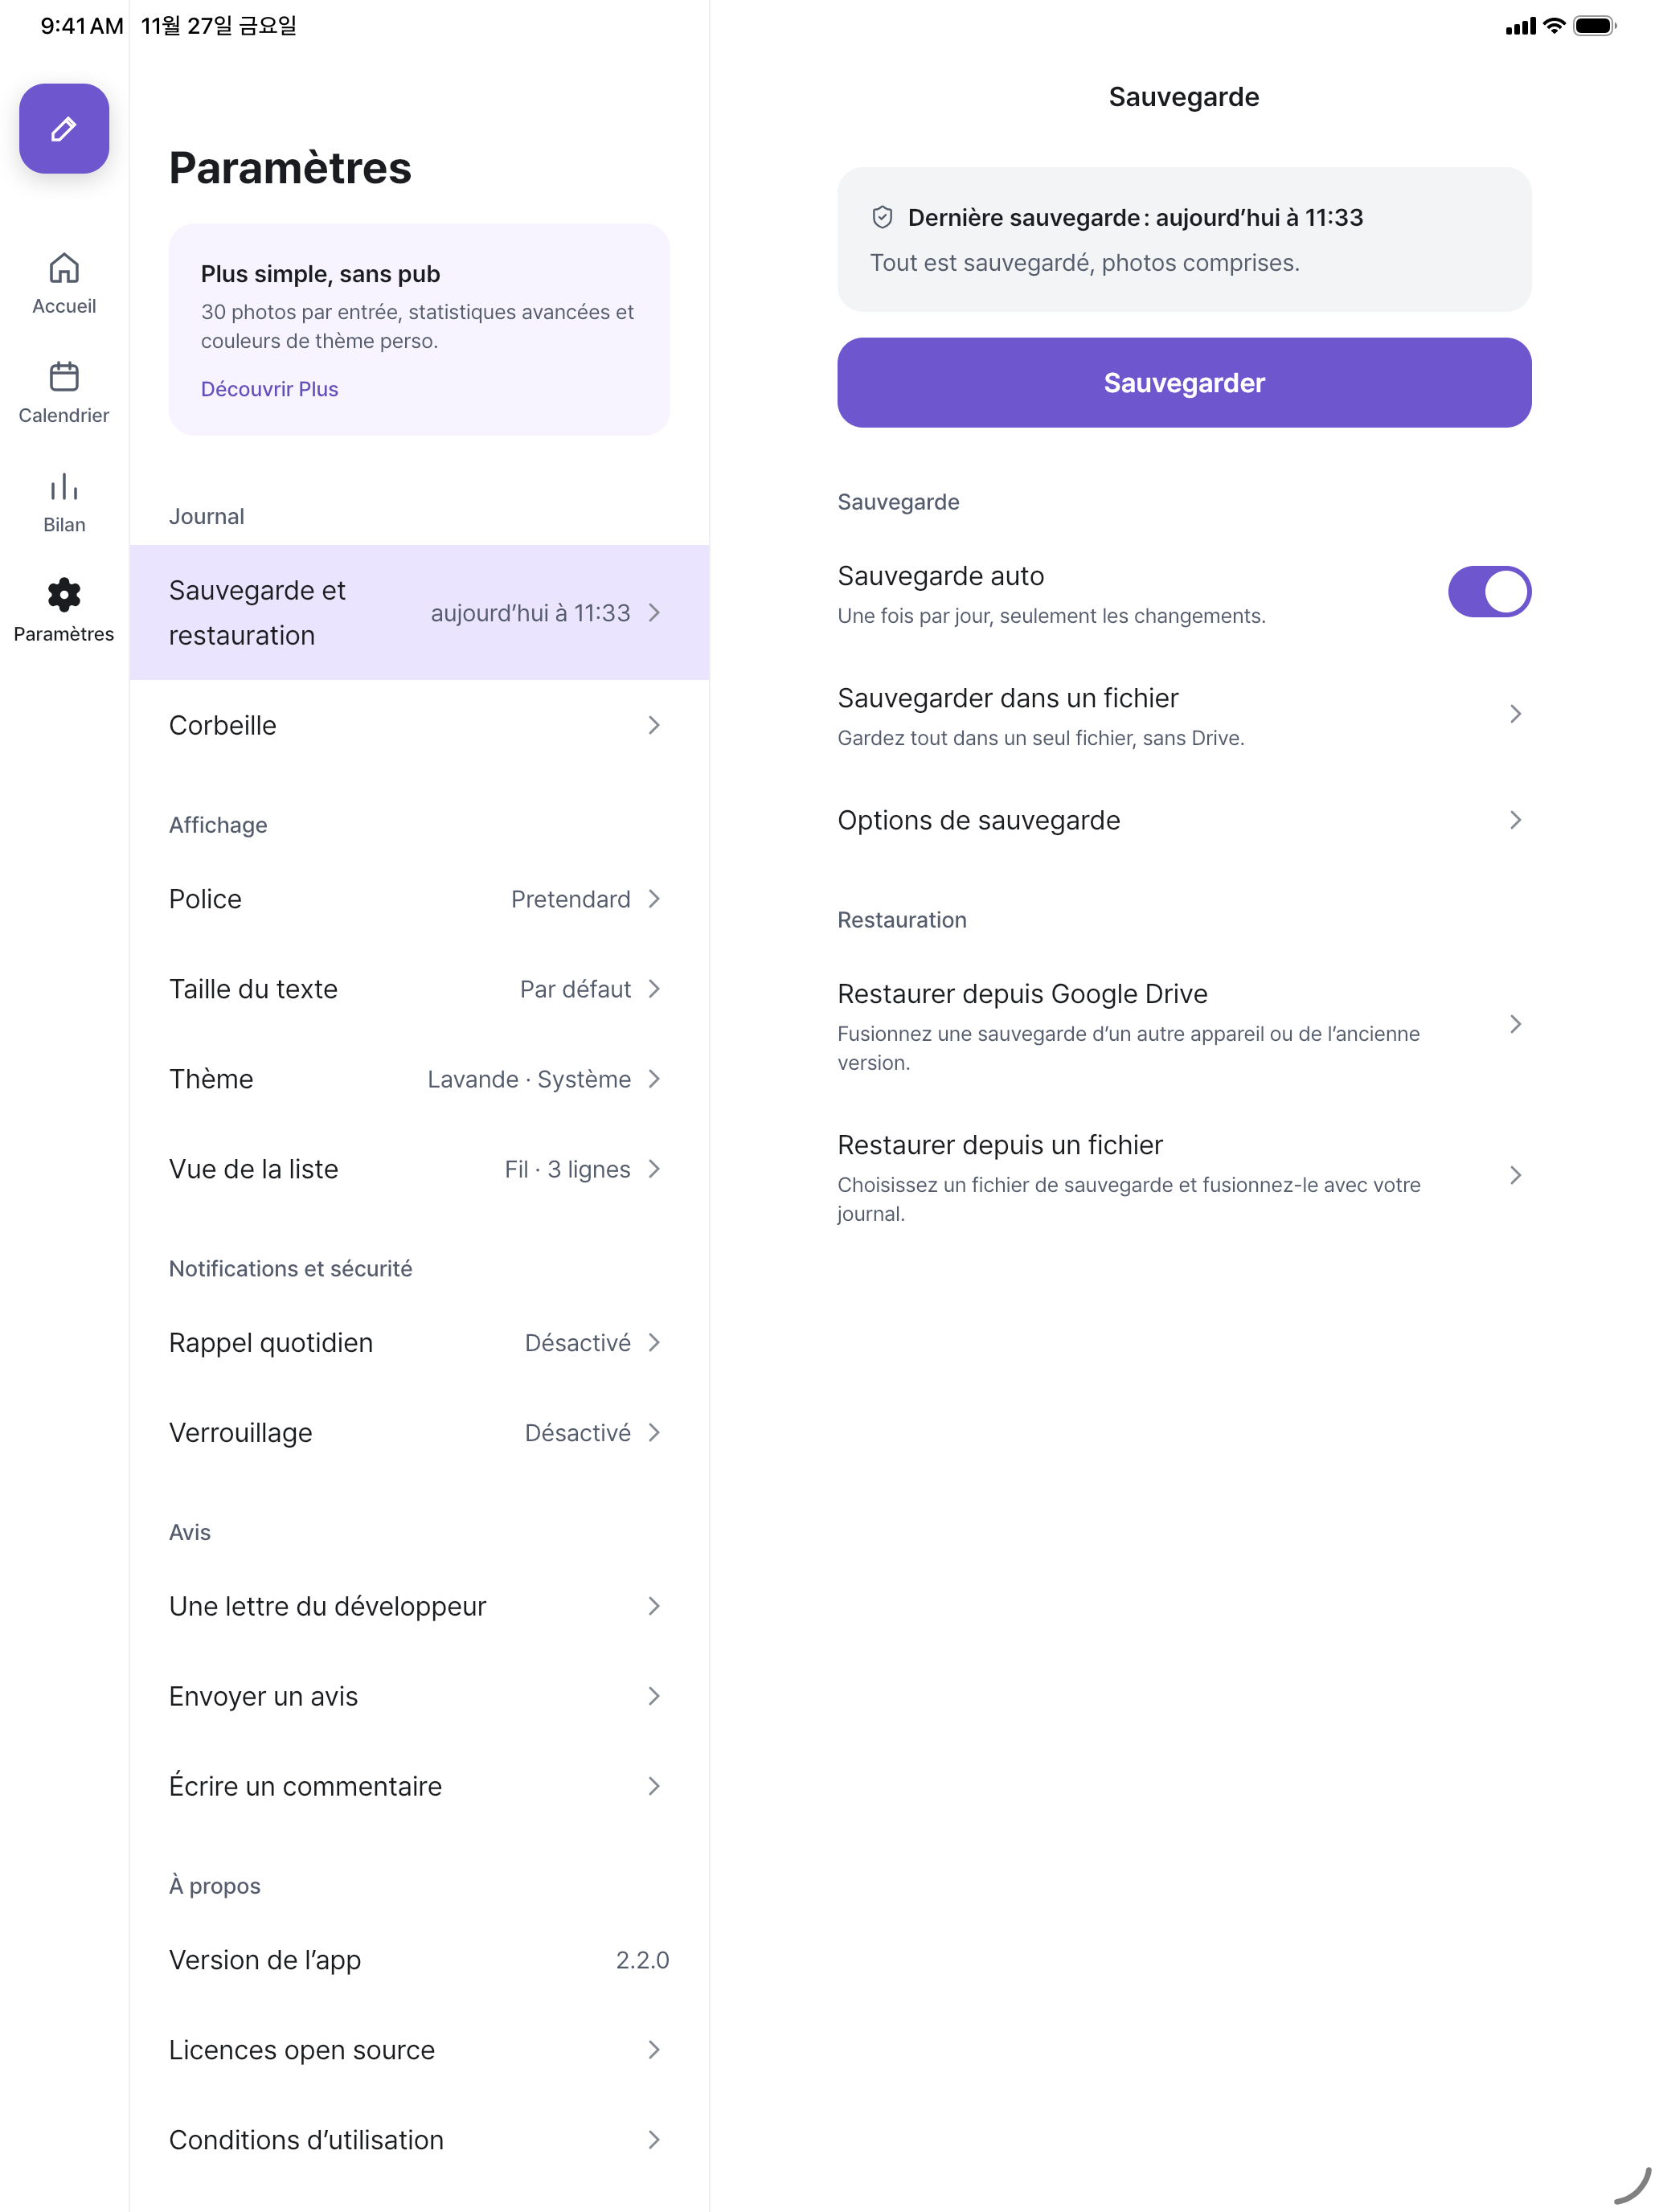 9:41 AM 11월 27일 금요일
Accueil
Calendrier
Bilan
Paramètres
Paramètres
Plus simple, sans pub
30 photos par entrée, statistiques avancées et
couleurs de thème perso.
Découvrir Plus
Journal
Sauvegarde et
restauration
aujourd’hui à 11:33
Corbeille
Affichage
Police
Pretendard
Taille du texte
Par défaut
Thème
Lavande · Système
Vue de la liste
Fil · 3 lignes
Notifications et sécurité
Rappel quotidien
Désactivé
Verrouillage
Désactivé
Avis
Une lettre du développeur
Envoyer un avis
Écrire un commentaire
À propos
Version de l’app
2.2.0
Licences open source
Conditions d’utilisation
Sauvegarde
Dernière sauvegarde : aujourd’hui à 11:33
Tout est sauvegardé, photos comprises.
Sauvegarder
Sauvegarde
Sauvegarde auto
Une fois par jour, seulement les changements.
Sauvegarder dans un fichier
Gardez tout dans un seul fichier, sans Drive.
Options de sauvegarde
Restauration
Restaurer depuis Google Drive
Fusionnez une sauvegarde d’un autre appareil ou de l’ancienne
version.
Restaurer depuis un fichier
Choisissez un fichier de sauvegarde et fusionnez-le avec votre
journal.